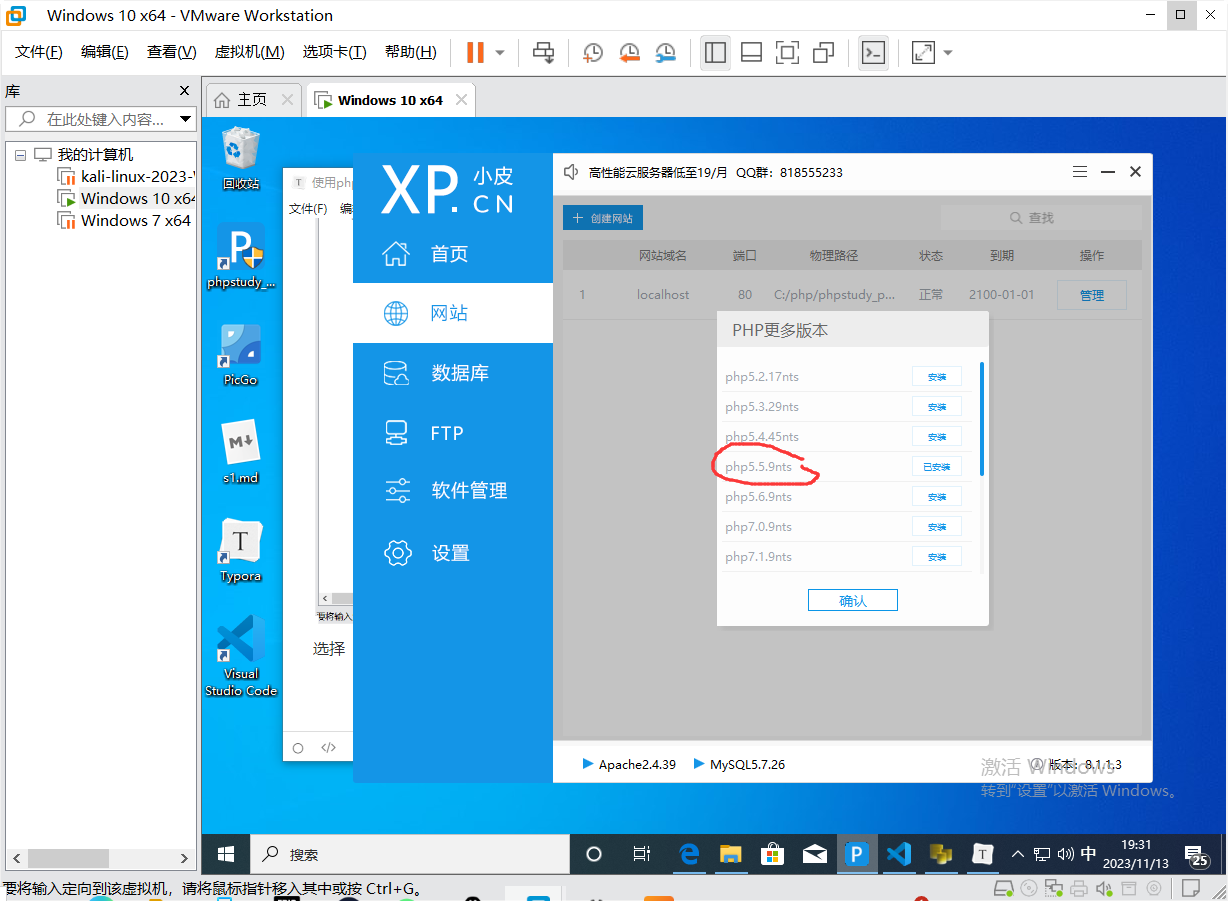 Windows 10 x64 - VMware Workstation
文件(F) 编辑(E) 查看(V) 虚拟机(M) 选项卡(T) 帮助(H)
库
在此处键入内容...
我的计算机
kali-linux-2023-
Windows 10 x64
Windows 7 x64
主页
Windows 10 x64
回收站
phpstudy_...
PicGo
s1.md
Typora
Visual
Studio Code
使用php
文件(F) 编
要将输入
选择
XP.
小皮
CN
首页
网站
数据库
FTP
软件管理
设置
高性能云服务器低至19/月 QQ群：818555233
创建网站
查找
网站域名 端口 物理路径 状态 到期 操作
1 localhost 80 C:/php/phpstudy_p... 正常 2100-01-01 管理
PHP更多版本
php5.2.17nts 安装
php5.3.29nts 安装
php5.4.45nts 安装
php5.5.9nts 已安装
php5.6.9nts 安装
php7.0.9nts 安装
php7.1.9nts 安装
确认
Apache2.4.39 MySQL5.7.26
版本：8.1.1.3
激活 Windows
转到“设置”以激活 Windows。
搜索
中
19:31
2023/11/13
25
要将输入定向到该虚拟机，请将鼠标指针移入其中或按 Ctrl+G。